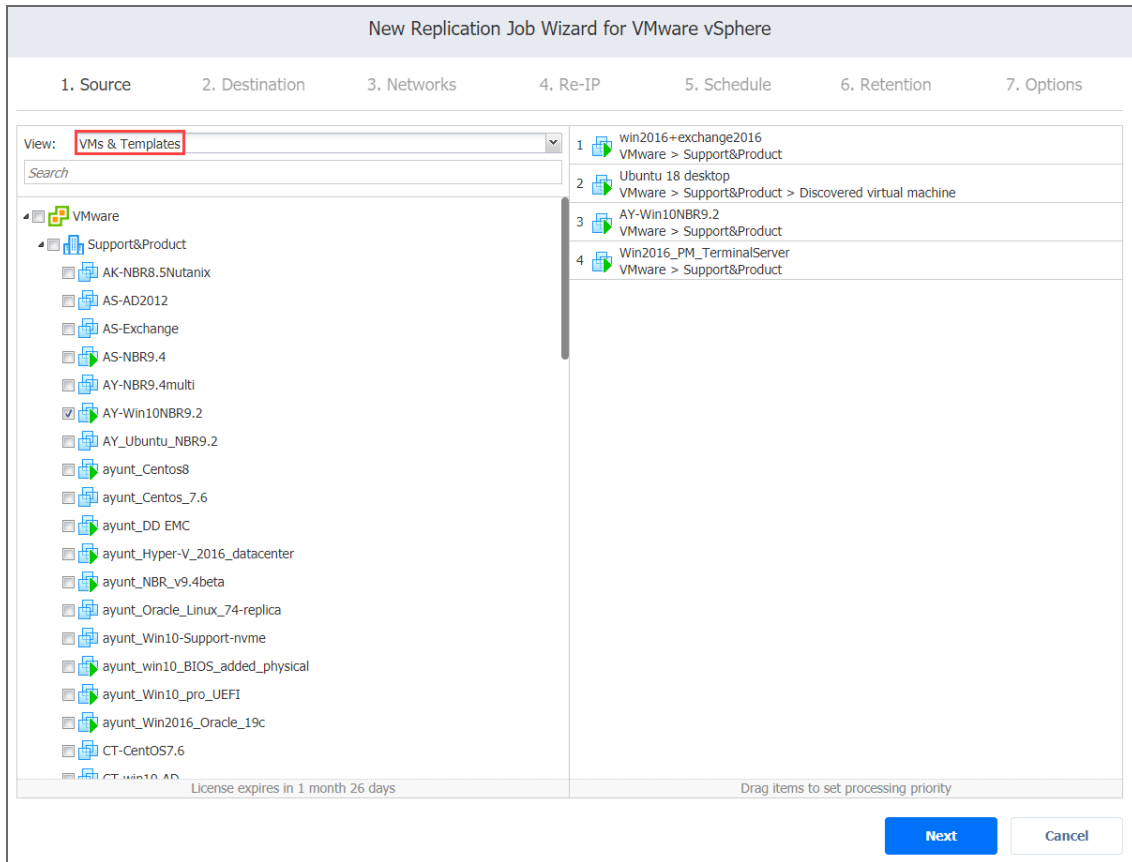 New Replication Job Wizard for VMware vSphere
1. Source 2. Destination 3. Networks 4. Re-IP 5. Schedule 6. Retention 7. Options
View: VMs & Templates
Search
VMware
Support&Product
AK-NBR8.5Nutanix
AS-AD2012
AS-Exchange
AS-NBR9.4
AY-NBR9.4multi
AY-Win10NBR9.2
AY_Ubuntu_NBR9.2
ayunt_Centos8
ayunt_Centos_7.6
ayunt_DD EMC
ayunt_Hyper-V_2016_datacenter
ayunt_NBR_v9.4beta
ayunt_Oracle_Linux_74-replica
ayunt_Win10-Support-nvme
ayunt_win10_BIOS_added_physical
ayunt_Win10_pro_UEFI
ayunt_Win2016_Oracle_19c
CT-CentOS7.6
CT-win10-AD
License expires in 1 month 26 days
1 win2016+exchange2016
VMware > Support&Product
2 Ubuntu 18 desktop
VMware > Support&Product > Discovered virtual machine
3 AY-Win10NBR9.2
VMware > Support&Product
4 Win2016_PM_TerminalServer
VMware > Support&Product
Drag items to set processing priority
Next Cancel